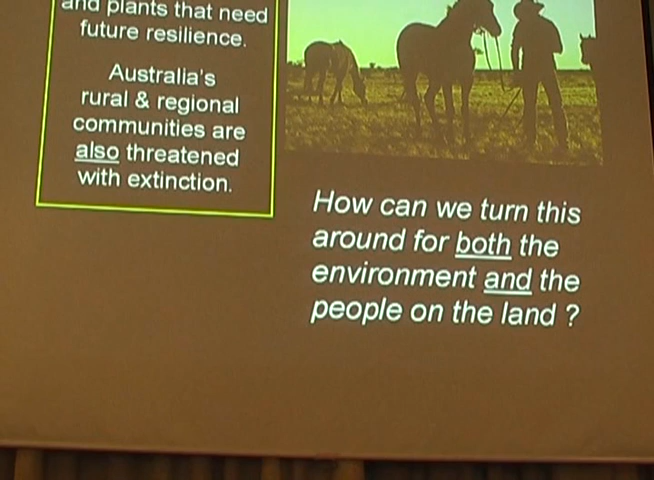 and plants that need
future resilience.
Australia's
rural & regional
communities are
also threatened
with extinction.
How can we turn this
around for both the
environment and the
people on the land ?